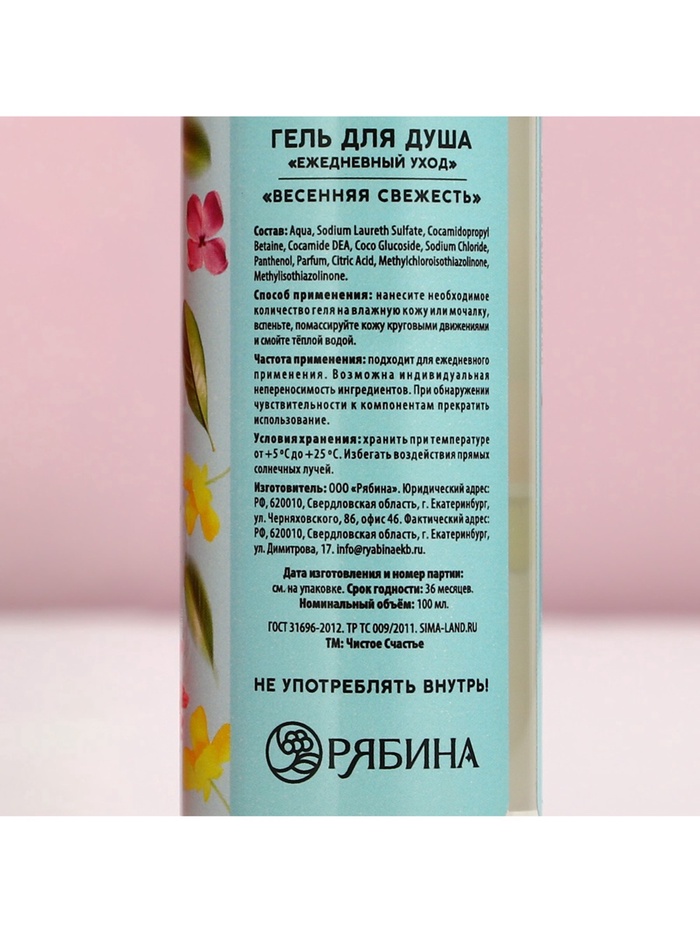 ГЕЛЬ ДЛЯ ДУША
«ЕЖЕДНЕВНЫЙ УХОД»
«ВЕСЕННЯЯ СВЕЖЕСТЬ»
Состав: Aqua, Sodium Laureth Sulfate, Cocamidopropyl
Betaine, Cocamide DEA, Coco Glucoside, Sodium Chloride,
Panthenol, Parfum, Citric Acid, Methylchloroisothiazolinone,
Methylisothiazolinone.
Способ применения: нанесите необходимое
количество геля на влажную кожу или мочалку,
вспеньте, помассируйте кожу круговыми движениями
и смойте тёплой водой.
Частота применения: подходит для ежедневного
применения. Возможна индивидуальная
непереносимость ингредиентов. При обнаружении
чувствительности к компонентам прекратить
использование.
Условия хранения: хранить при температуре
от +5 °C до +25 °C. Избегать воздействия прямых
солнечных лучей.
Изготовитель: ООО «Рябина». Юридический адрес:
РФ, 620010, Свердловская область, г. Екатеринбург,
ул. Черняховского, 86, офис 46. Фактический адрес:
РФ, 620010, Свердловская область, г. Екатеринбург,
ул. Димитрова, 17. info@ryabinaekb.ru.
Дата изготовления и номер партии:
см. на упаковке. Срок годности: 36 месяцев.
Номинальный объём: 100 мл.
ГОСТ 31696-2012. ТР ТС 009/2011. SIMA-LAND.RU
ТМ: Чистое Счастье
НЕ УПОТРЕБЛЯТЬ ВНУТРЬ!
РЯБИНА